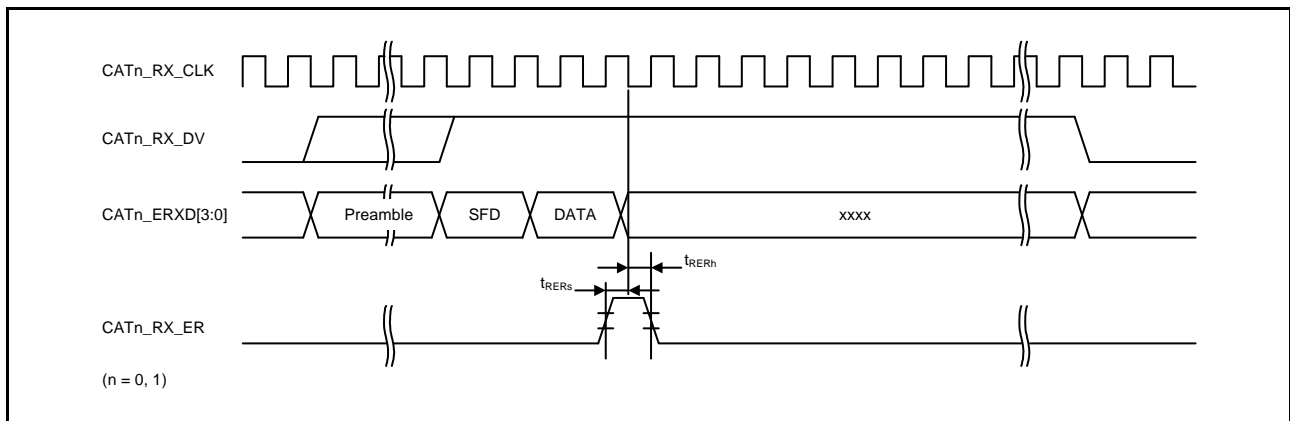 CATn_RX_CLK
CATn_RX_DV
CATn_ERXD[3:0]
Preamble
SFD
DATA
xxxx
tRERh
tRERs
CATn_RX_ER
(n = 0, 1)